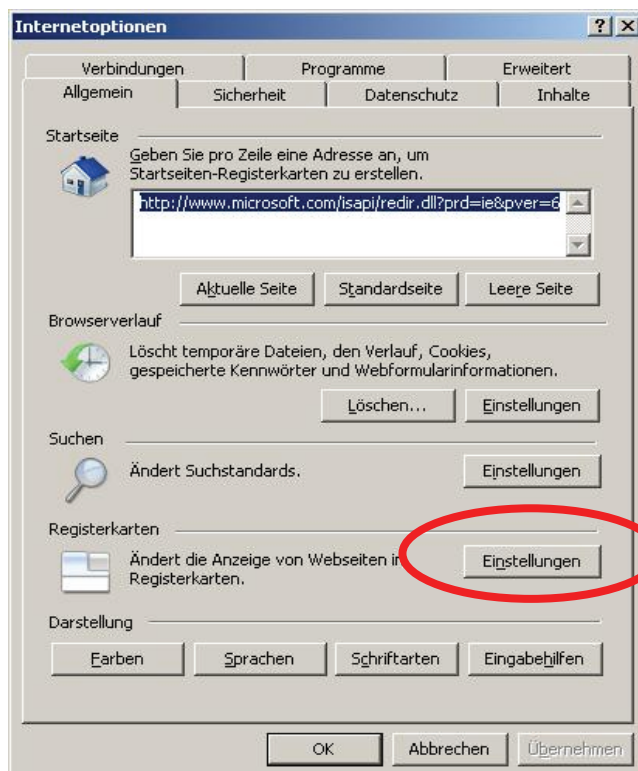 Internetoptionen
Verbindungen Programme Erweitert
Allgemein Sicherheit Datenschutz Inhalte
Startseite
Geben Sie pro Zeile eine Adresse an, um
Startseiten-Registerkarten zu erstellen.
http://www.microsoft.com/isapi/redir.dll?prd=ie&pver=6
Aktuelle Seite Standardseite Leere Seite
Browserverlauf
Löscht temporäre Dateien, den Verlauf, Cookies,
gespeicherte Kennwörter und Webformularinformationen.
Löschen... Einstellungen
Suchen
Ändert Suchstandards.
Einstellungen
Registerkarten
Ändert die Anzeige von Webseiten in
Registerkarten.
Einstellungen
Darstellung
Farben Sprachen Schriftarten Eingabehilfen
OK Abbrechen Übernehmen